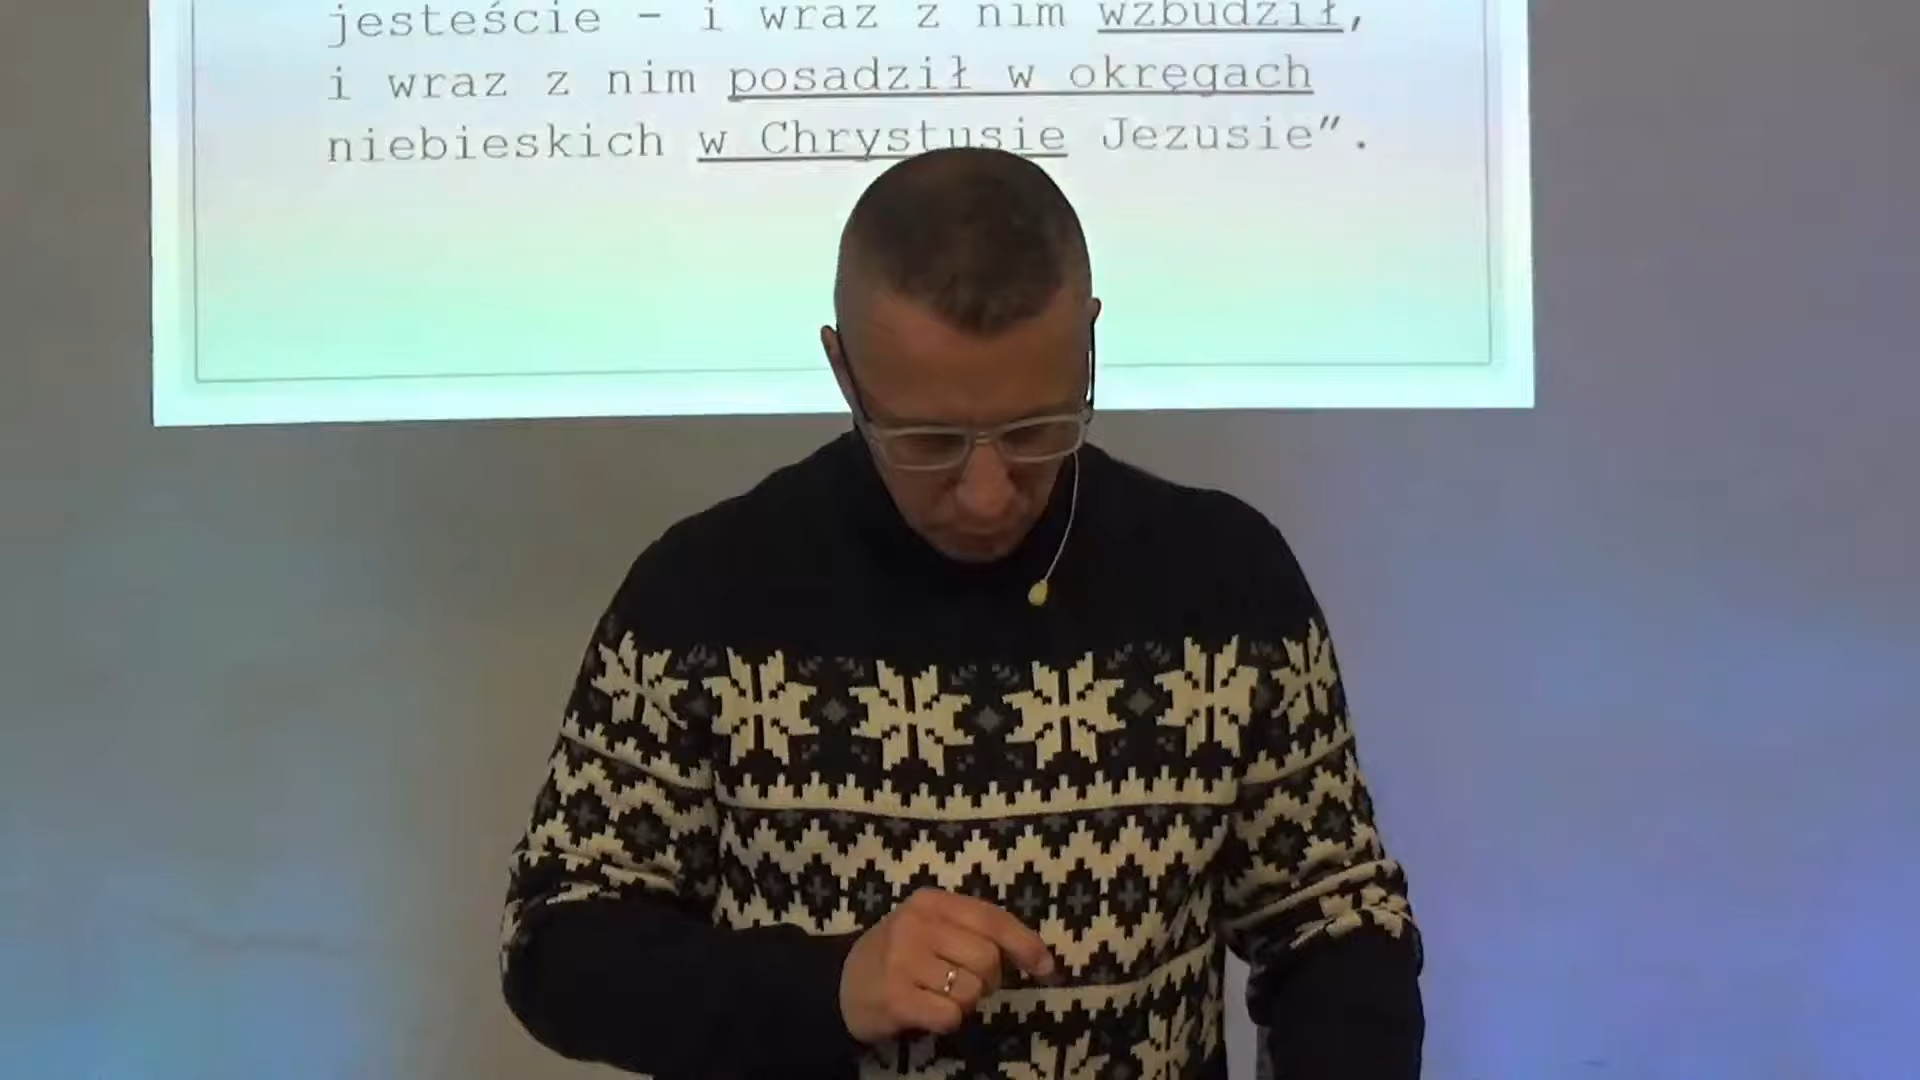 jesteście - i wraz z nim wzbudził,
i wraz z nim posadził w okręgach
niebieskich w Chrystusie Jezusie”.